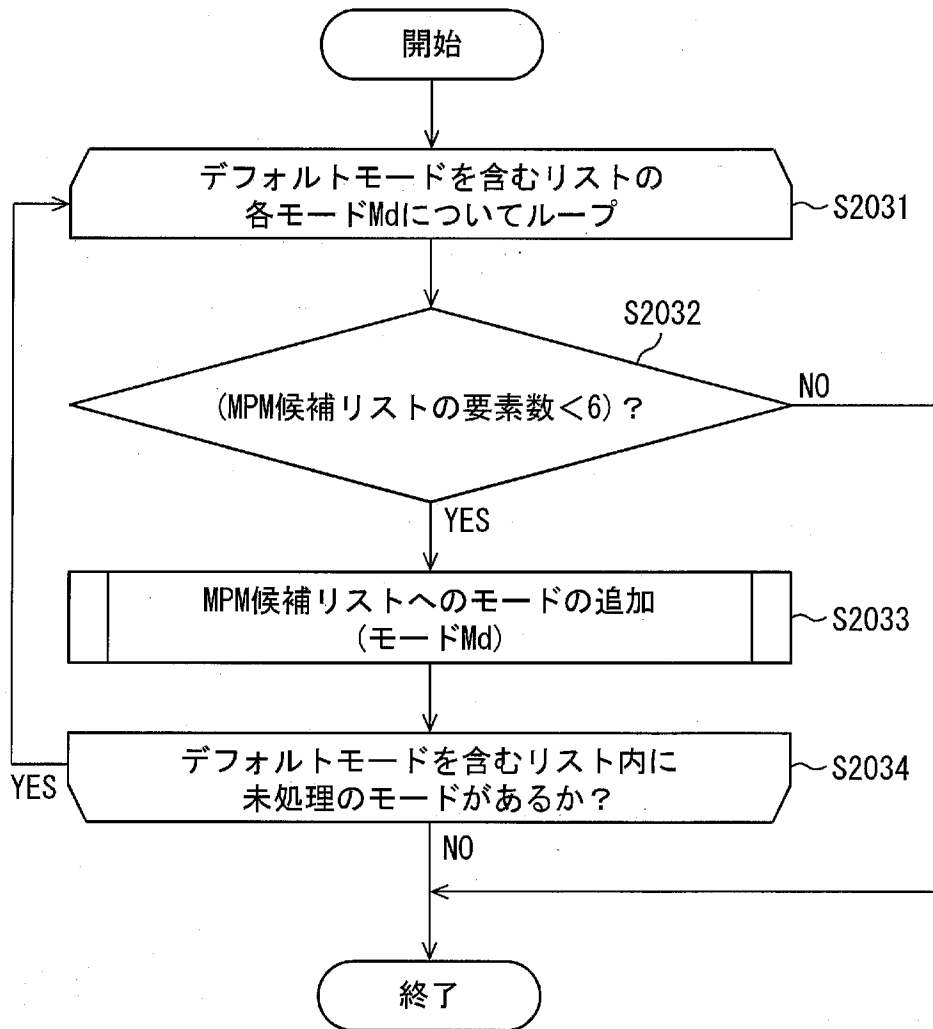 開始
デフォルトモードを含むリストの
各モードMdについてループ
S2031
S2032
(MPM候補リストの要素数<6)?
NO
YES
MPM候補リストへのモードの追加
(モードMd)
S2033
デフォルトモードを含むリスト内に
未処理のモードがあるか?
S2034
YES
NO
終了